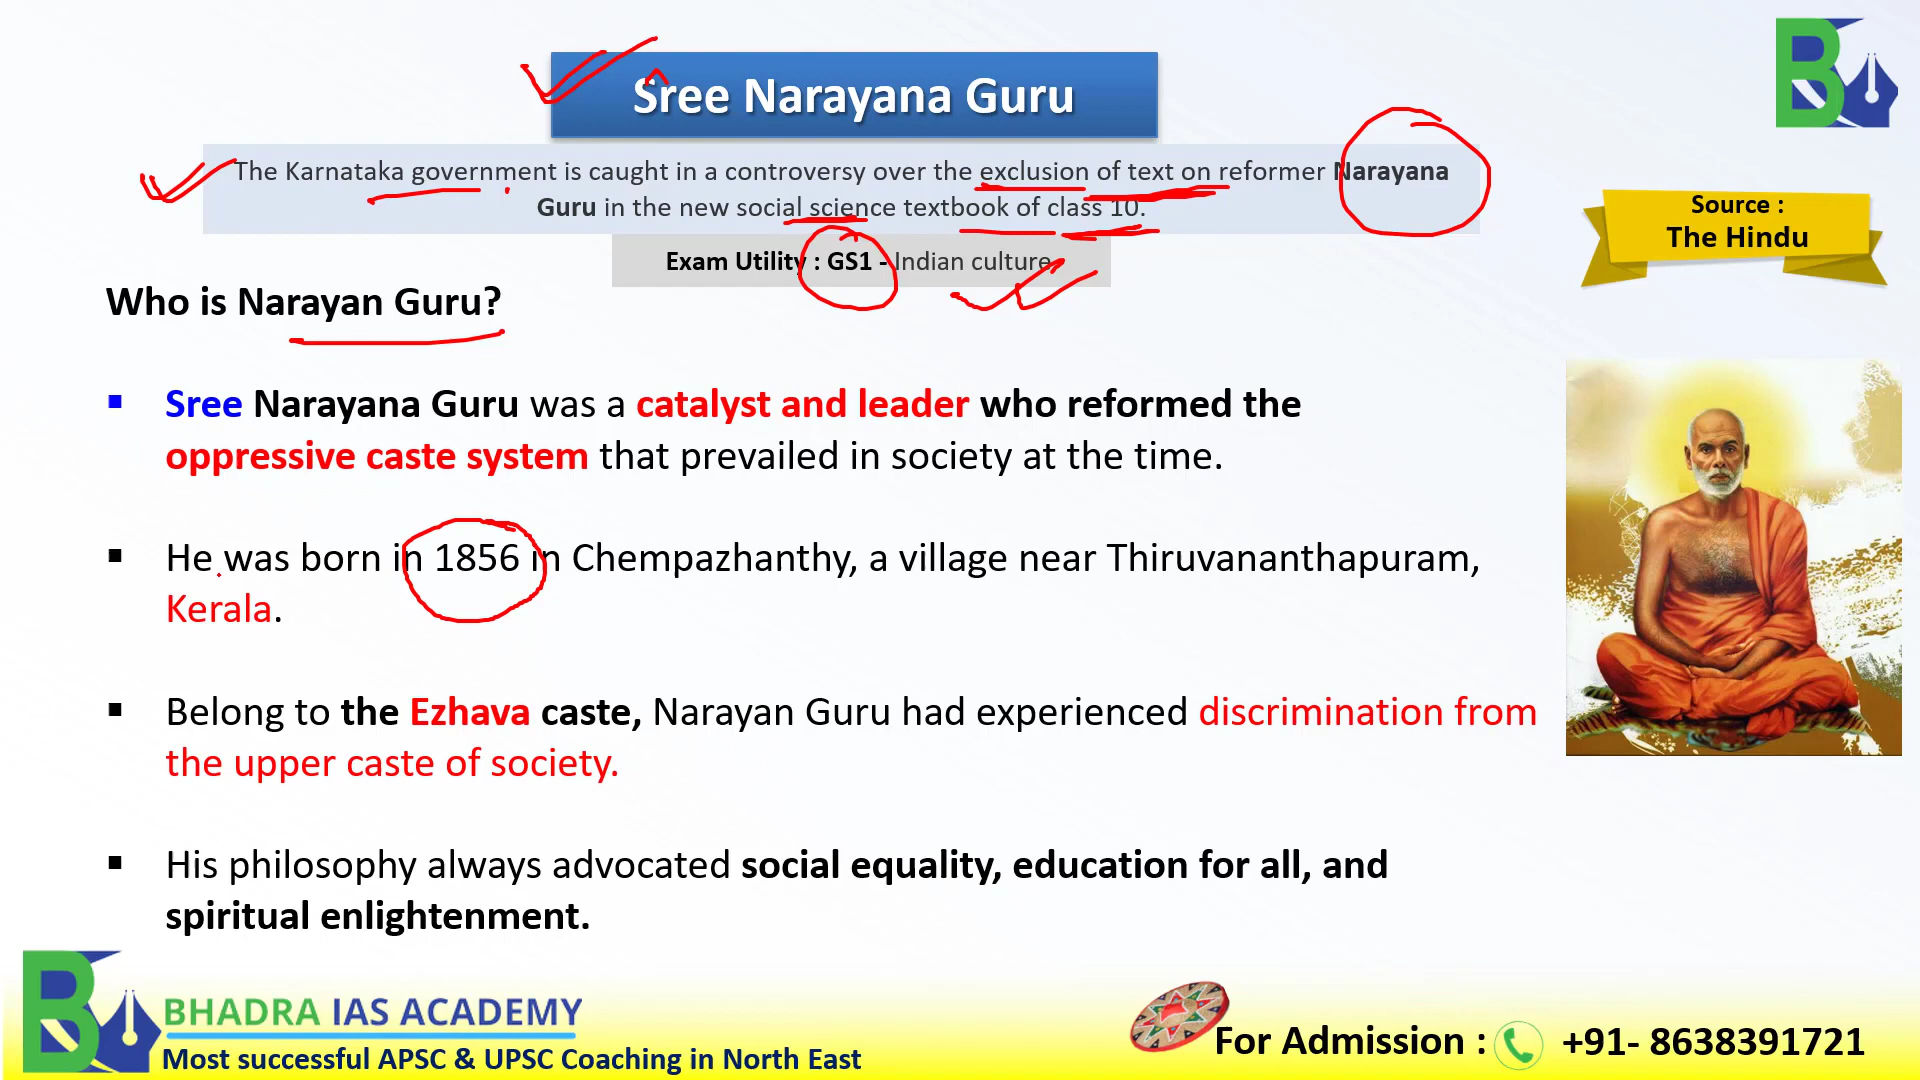 Sree Narayana Guru
The Karnataka government is caught in a controversy over the exclusion of text on reformer Narayana
Guru in the new social science textbook of class 10.
Source :
The Hindu
Exam Utility : GS1 - Indian culture
Who is Narayan Guru?
▪ Sree Narayana Guru was a catalyst and leader who reformed the
oppressive caste system that prevailed in society at the time.
▪ He was born in 1856 in Chempazhanthy, a village near Thiruvananthapuram,
Kerala.
▪ Belong to the Ezhava caste, Narayan Guru had experienced discrimination from
the upper caste of society.
▪ His philosophy always advocated social equality, education for all, and
spiritual enlightenment.
BHADRA IAS ACADEMY
Most successful APSC & UPSC Coaching in North East
For Admission : +91- 8638391721